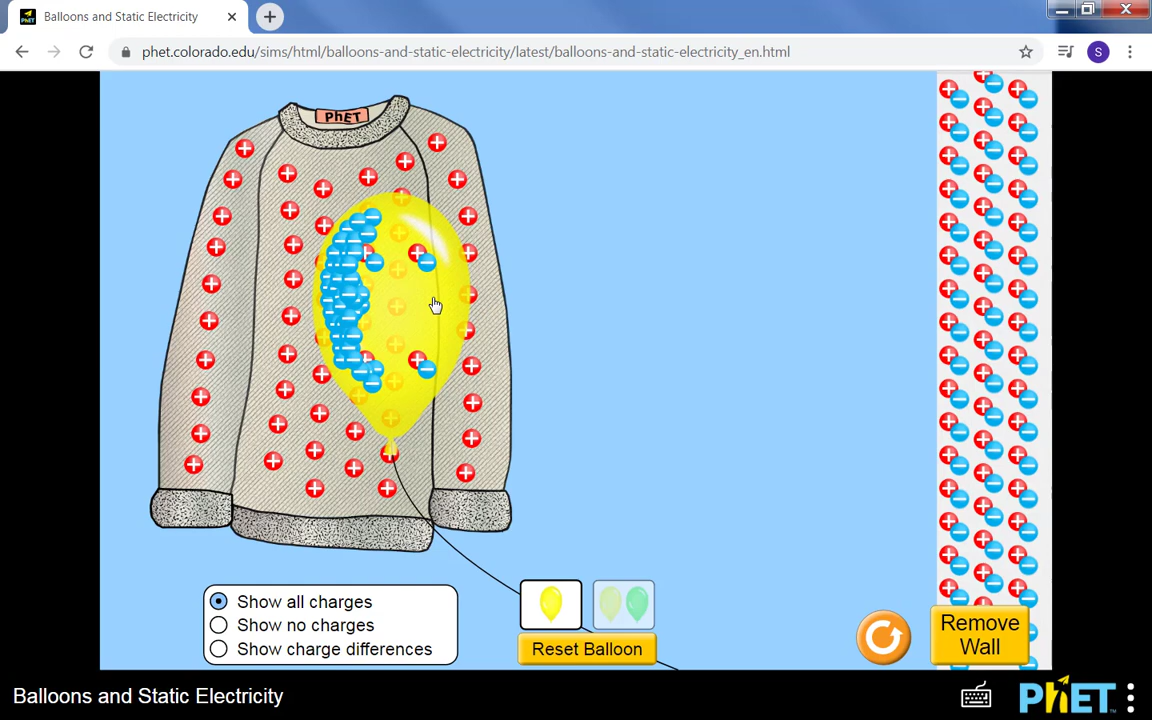 Balloons and Static Electricity
phet.colorado.edu/sims/html/balloons-and-static-electricity/latest/balloons-and-static-electricity_en.html
S
PhET
Show all charges
Show no charges
Show charge differences
Reset Balloon
Remove
Wall
Balloons and Static Electricity
PhET